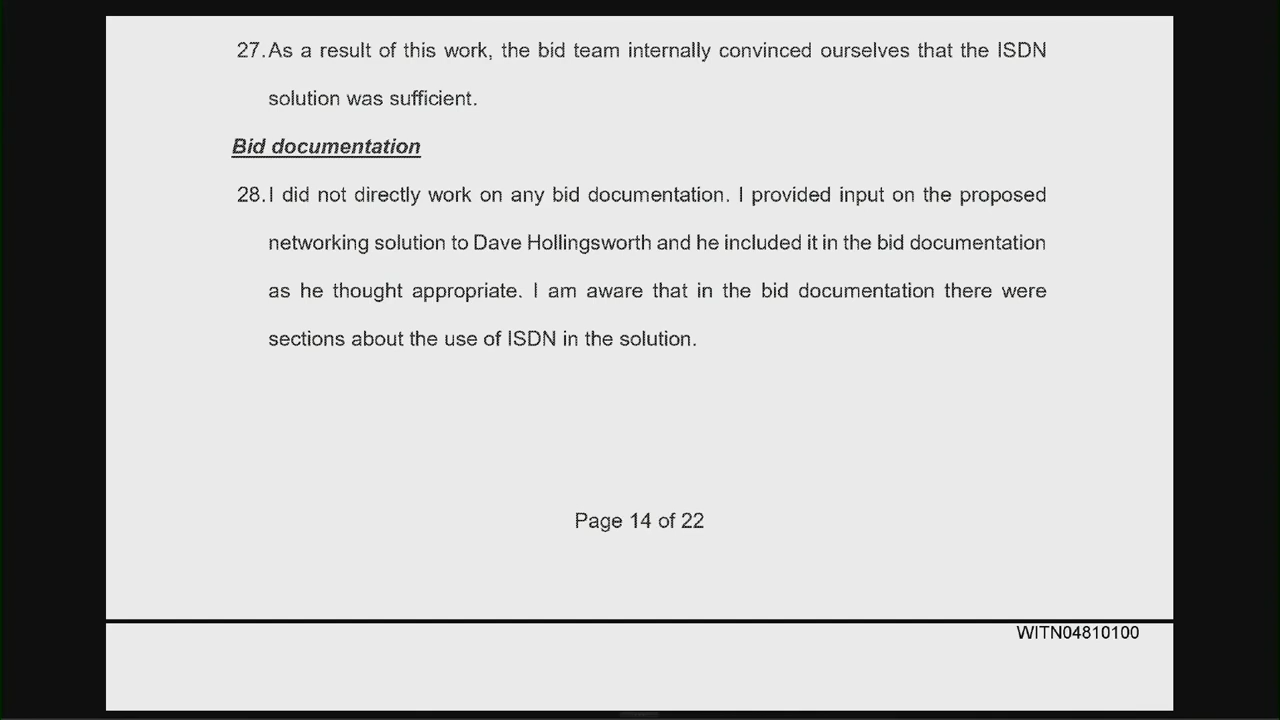 27. As a result of this work, the bid team internally convinced ourselves that the ISDN
solution was sufficient.
Bid documentation
28. I did not directly work on any bid documentation. I provided input on the proposed
networking solution to Dave Hollingsworth and he included it in the bid documentation
as he thought appropriate. I am aware that in the bid documentation there were
sections about the use of ISDN in the solution.
Page 14 of 22
WITN04810100